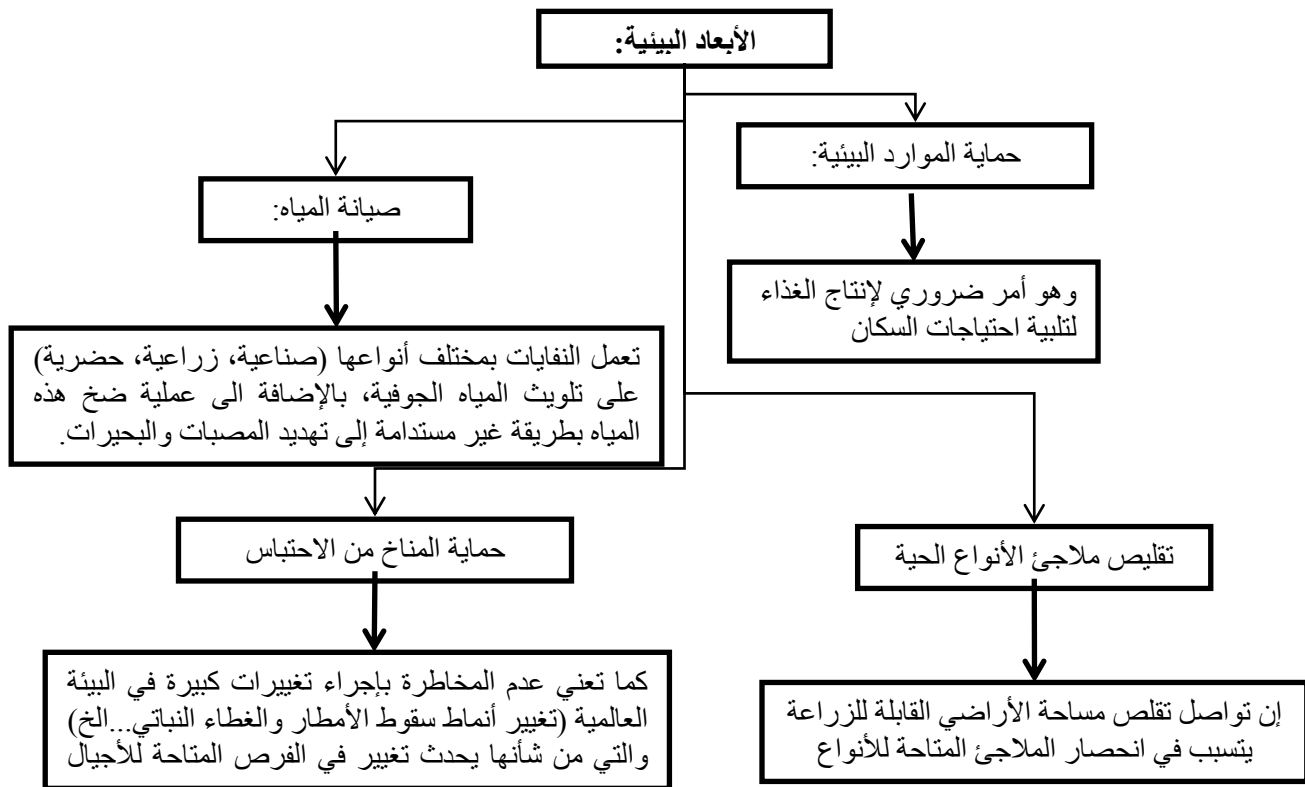 الأبعاد البيئية:
حماية الموارد البيئية:
صيانة المياه:
وهو أمر ضروري لإنتاج الغذاء
لتلبية احتياجات السكان
تعمل النفايات بمختلف أنواعها (صناعية، زراعية، حضرية)
على تلويث المياه الجوفية، بالإضافة الى عملية ضخ هذه
المياه بطريقة غير مستدامة إلى تهديد المصبات والبحيرات.
تقليص ملاجئ الأنواع الحية
حماية المناخ من الاحتباس
إن تواصل تقلص مساحة الأراضي القابلة للزراعة
يتسبب في انحصار الملاجئ المتاحة للأنواع
كما تعني عدم المخاطرة بإجراء تغييرات كبيرة في البيئة
العالمية (تغيير أنماط سقوط الأمطار والغطاء النباتي...الخ)
والتي من شأنها يحدث تغيير في الفرص المتاحة للأجيال